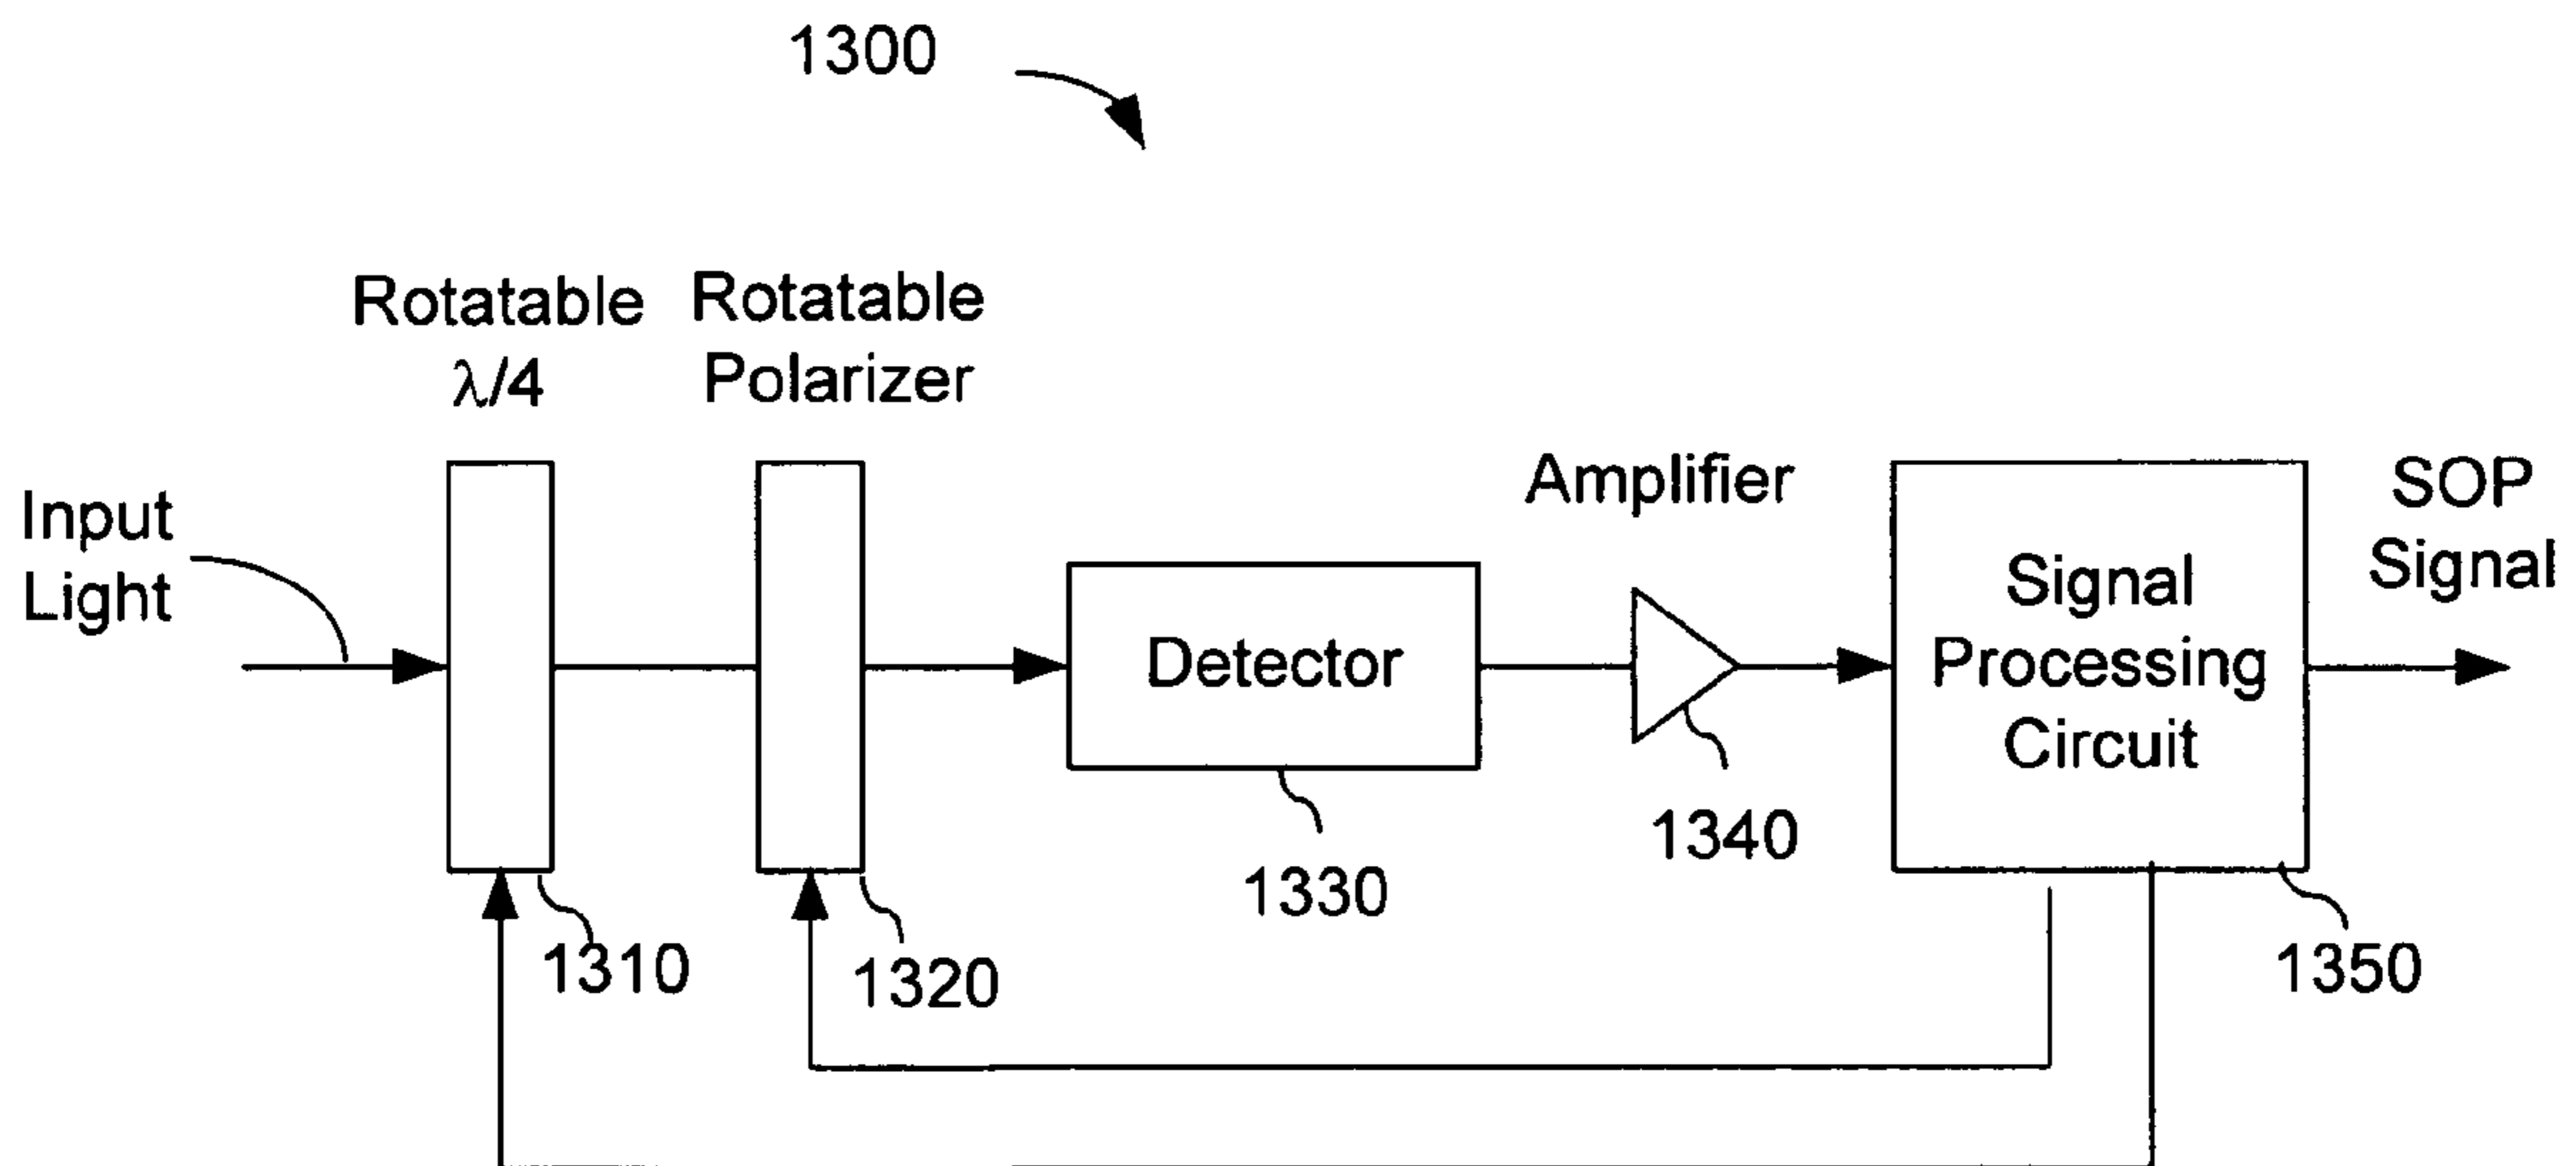 1300
Rotatable
λ/4
Rotatable
Polarizer
Input
Light
Detector
Amplifier
Signal
Processing
Circuit
SOP
Signal
1310
1320
1330
1340
1350